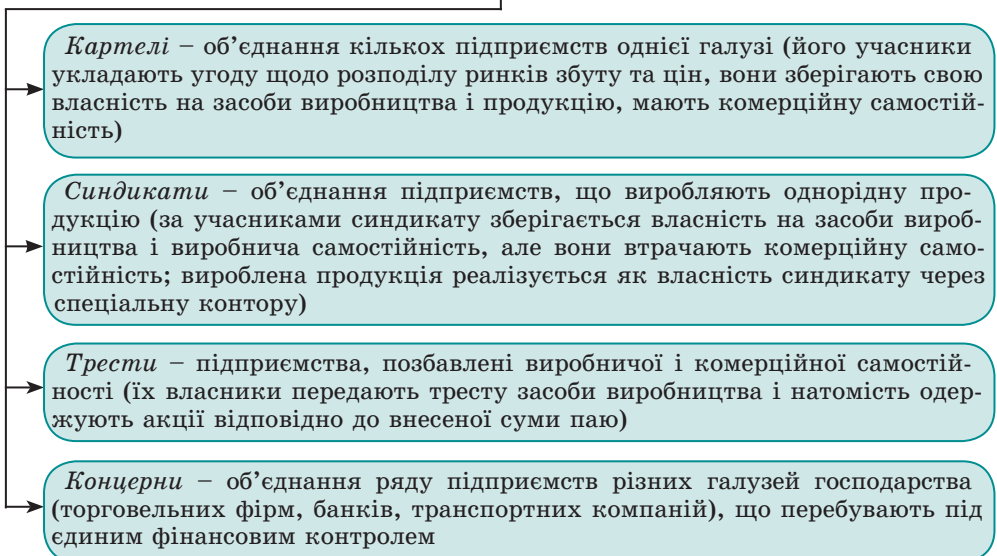 Картелі – об’єднання кількох підприємств однієї галузі (його учасники
укладають угоду щодо розподілу ринків збуту та цін, вони зберігають свою
власність на засоби виробництва і продукцію, мають комерційну самостій-
ність)
Синдикати – об’єднання підприємств, що виробляють однорідну про-
дукцію (за учасниками синдикату зберігається власність на засоби вироб-
ництва і виробнича самостійність, але вони втрачають комерційну само-
стійність; вироблена продукція реалізується як власність синдикату через
спеціальну контору)
Трести – підприємства, позбавлені виробничої і комерційної самостій-
ності (їх власники передають тресту засоби виробництва і натомість одер-
жують акції відповідно до внесеної суми паю)
Концерни – об’єднання ряду підприємств різних галузей господарства
(торговельних фірм, банків, транспортних компаній), що перебувають під
єдиним фінансовим контролем